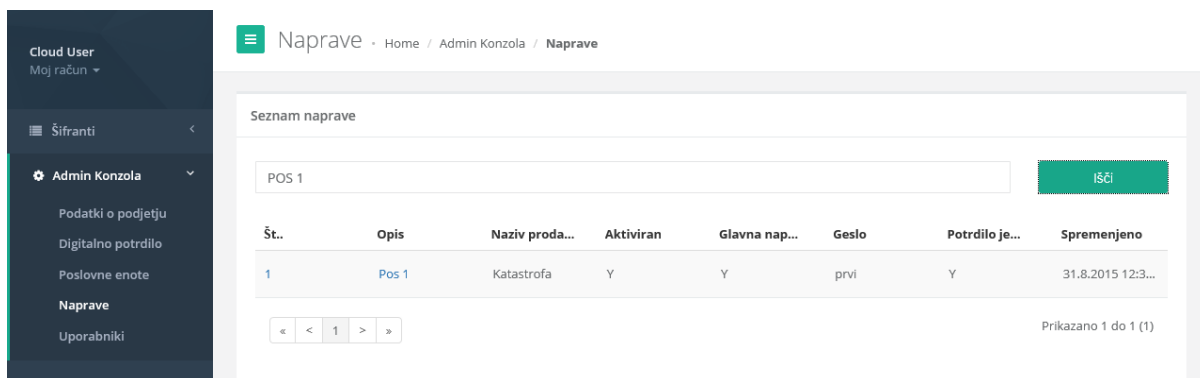 Cloud User
Moj račun
Šifranti
Admin Konzola
Podatki o podjetju
Digitalno potrdilo
Poslovne enote
Naprave
Uporabniki
Naprave • Home / Admin Konzola / Naprave
Seznam naprave
POS 1 IŠČI
Št.. Opis Naziv proda... Aktiviran Glavna nap... Geslo Potrdilo je... Spremenjeno
1 Pos 1 Katastrofa Y Y prvi Y 31.8.2015 12:3...
« < 1 > » Prikazano 1 do 1 (1)